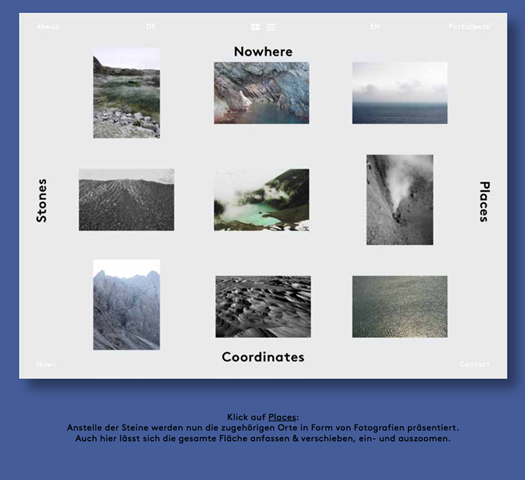 About DE EN Participate
Nowhere
Stones
Places
Coordinates
News Contact
Klick auf Places:
Anstelle der Steine werden nun die zugehörigen Orte in Form von Fotografien präsentiert.
Auch hier lässt sich die gesamte Fläche anfassen & verschieben, ein- und auszoomen.